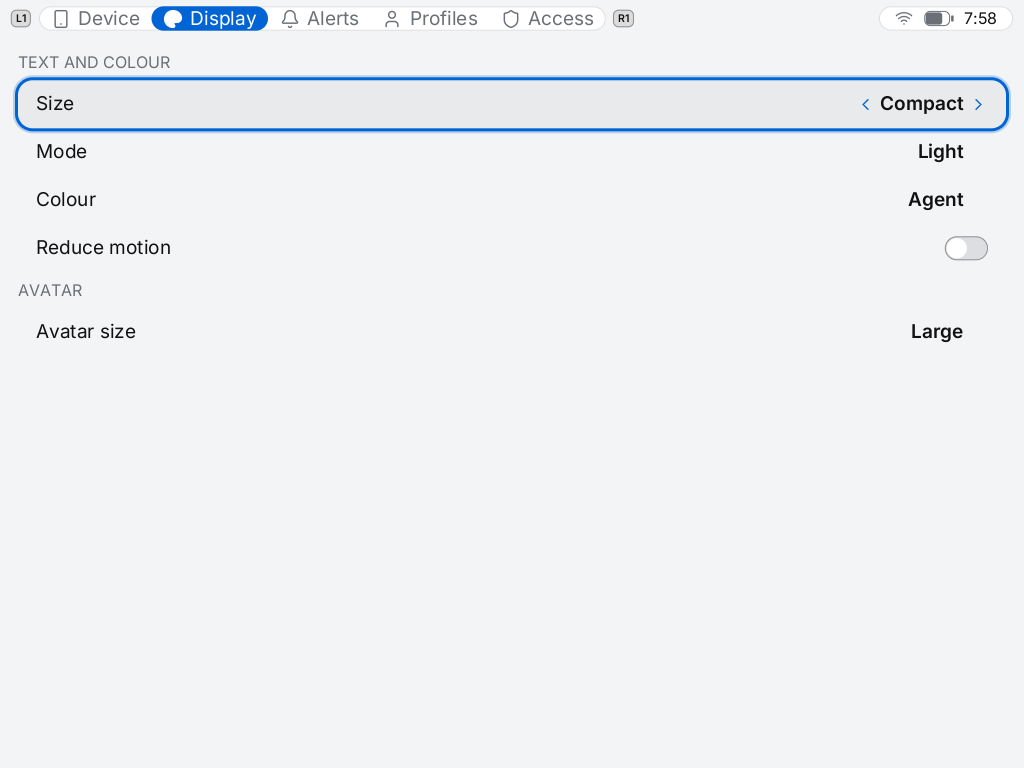 L1 Device Display Alerts Profiles Access R1 7:58
TEXT AND COLOUR
Size Compact
Mode Light
Colour Agent
Reduce motion
AVATAR
Avatar size Large